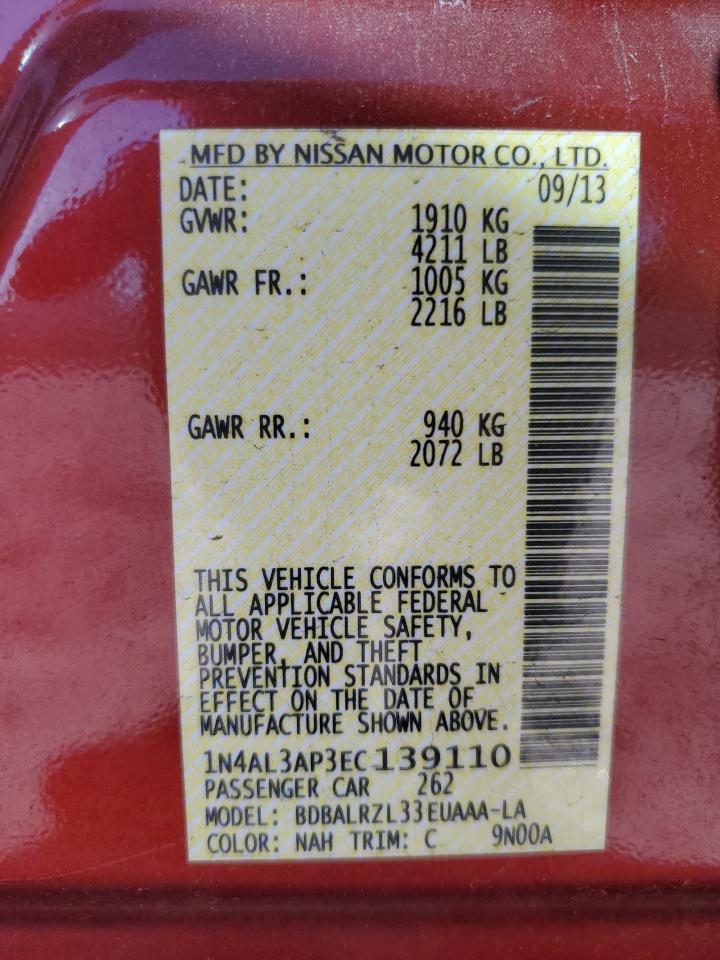 MFD BY NISSAN MOTOR CO., LTD.
DATE: 09/13
GVWR: 1910 KG
4211 LB
GAWR FR.: 1005 KG
2216 LB
GAWR RR.: 940 KG
2072 LB
THIS VEHICLE CONFORMS TO
ALL APPLICABLE FEDERAL
MOTOR VEHICLE SAFETY,
BUMPER, AND THEFT
PREVENTION STANDARDS IN
EFFECT ON THE DATE OF
MANUFACTURE SHOWN ABOVE.
1N4AL3AP3EC139110
PASSENGER CAR 262
MODEL: BDBALRZL33EUAAA-LA
COLOR: NAH TRIM: C 9N00A